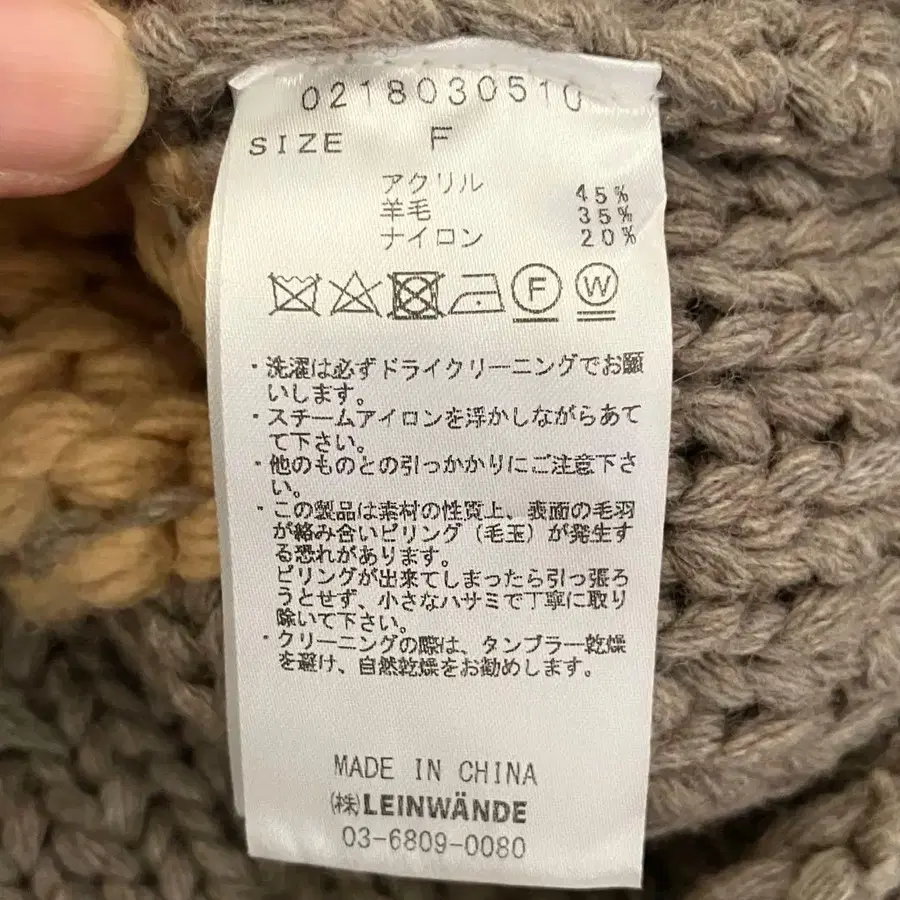 0218030510
SIZE F
アクリル 45%
羊毛 35%
ナイロン 20%
F W
・洗濯は必ずドライクリーニングでお願
いします。
・スチームアイロンを浮かしながらあて
て下さい。
・他のものとの引っかかりにご注意下さ
い。
・この製品は素材の性質上、表面の毛羽
が絡み合いピリング(毛玉)が発生す
る恐れがあります。
ピリングが出来てしまったら引っ張ろ
うとせず、小さなハサミで丁寧に取り
除いて下さい。
・クリーニングの際は、タンブラー乾燥
を避け、自然乾燥をお勧めします。
MADE IN CHINA
(株)LEINWÄNDE
03-6809-0080